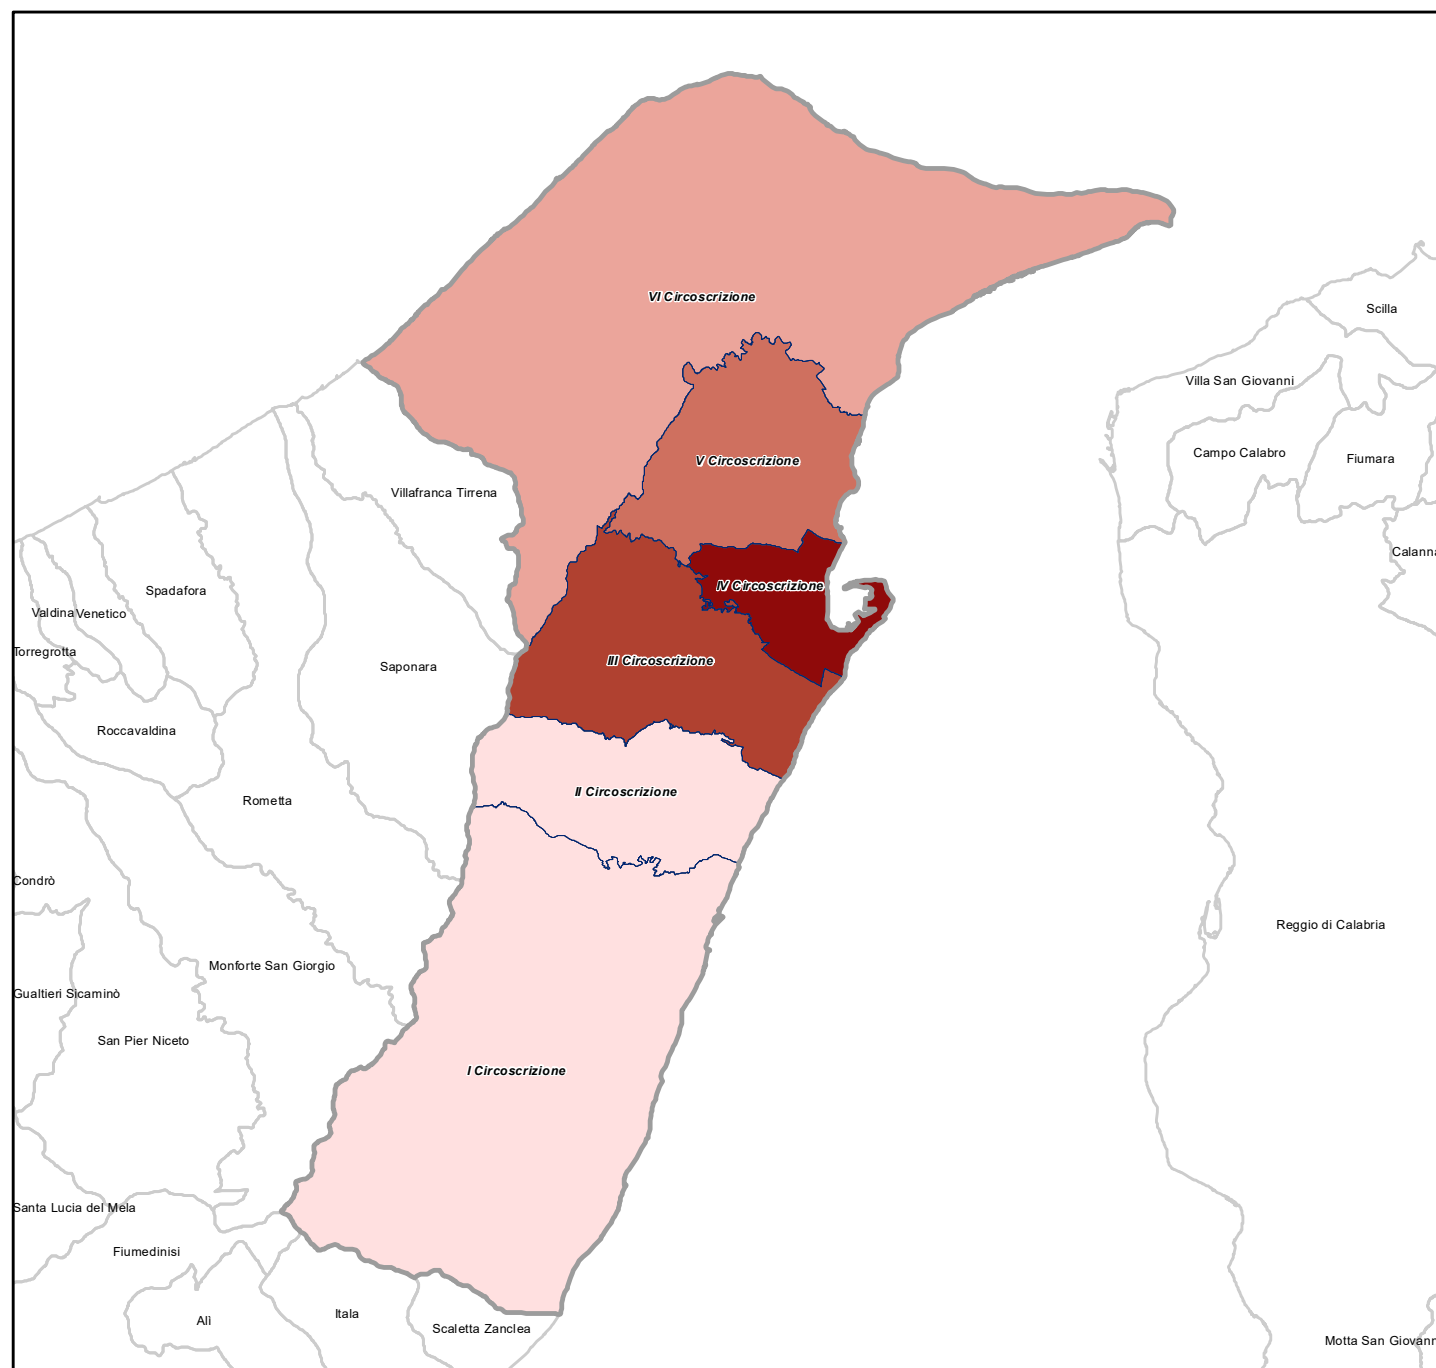 VI Circoscrizione
Scilla
Villa San Giovanni
V Circoscrizione
Campo Calabro
Fiumara
Villafranca Tirrena
Calanna
IV Circoscrizione
Spadafora
Valdina
Venetico
Torregrotta
III Circoscrizione
Saponara
Roccavaldina
II Circoscrizione
Rometta
Condrò
Reggio di Calabria
Monforte San Giorgio
Gualtieri Sicaminò
San Pier Niceto
I Circoscrizione
Santa Lucia del Mela
Fiumedinisi
Itala
Alì
Scaletta Zanclea
Motta San Giovann